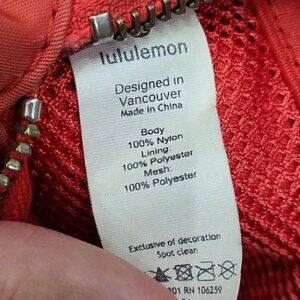 lululemon
Designed in
Vancouver
Made in China
Body
100% Nylon
Lining:
100% Polyester
Mesh:
100% Polyester
Exclusive of decoration
Spot clean
01 RN 106259